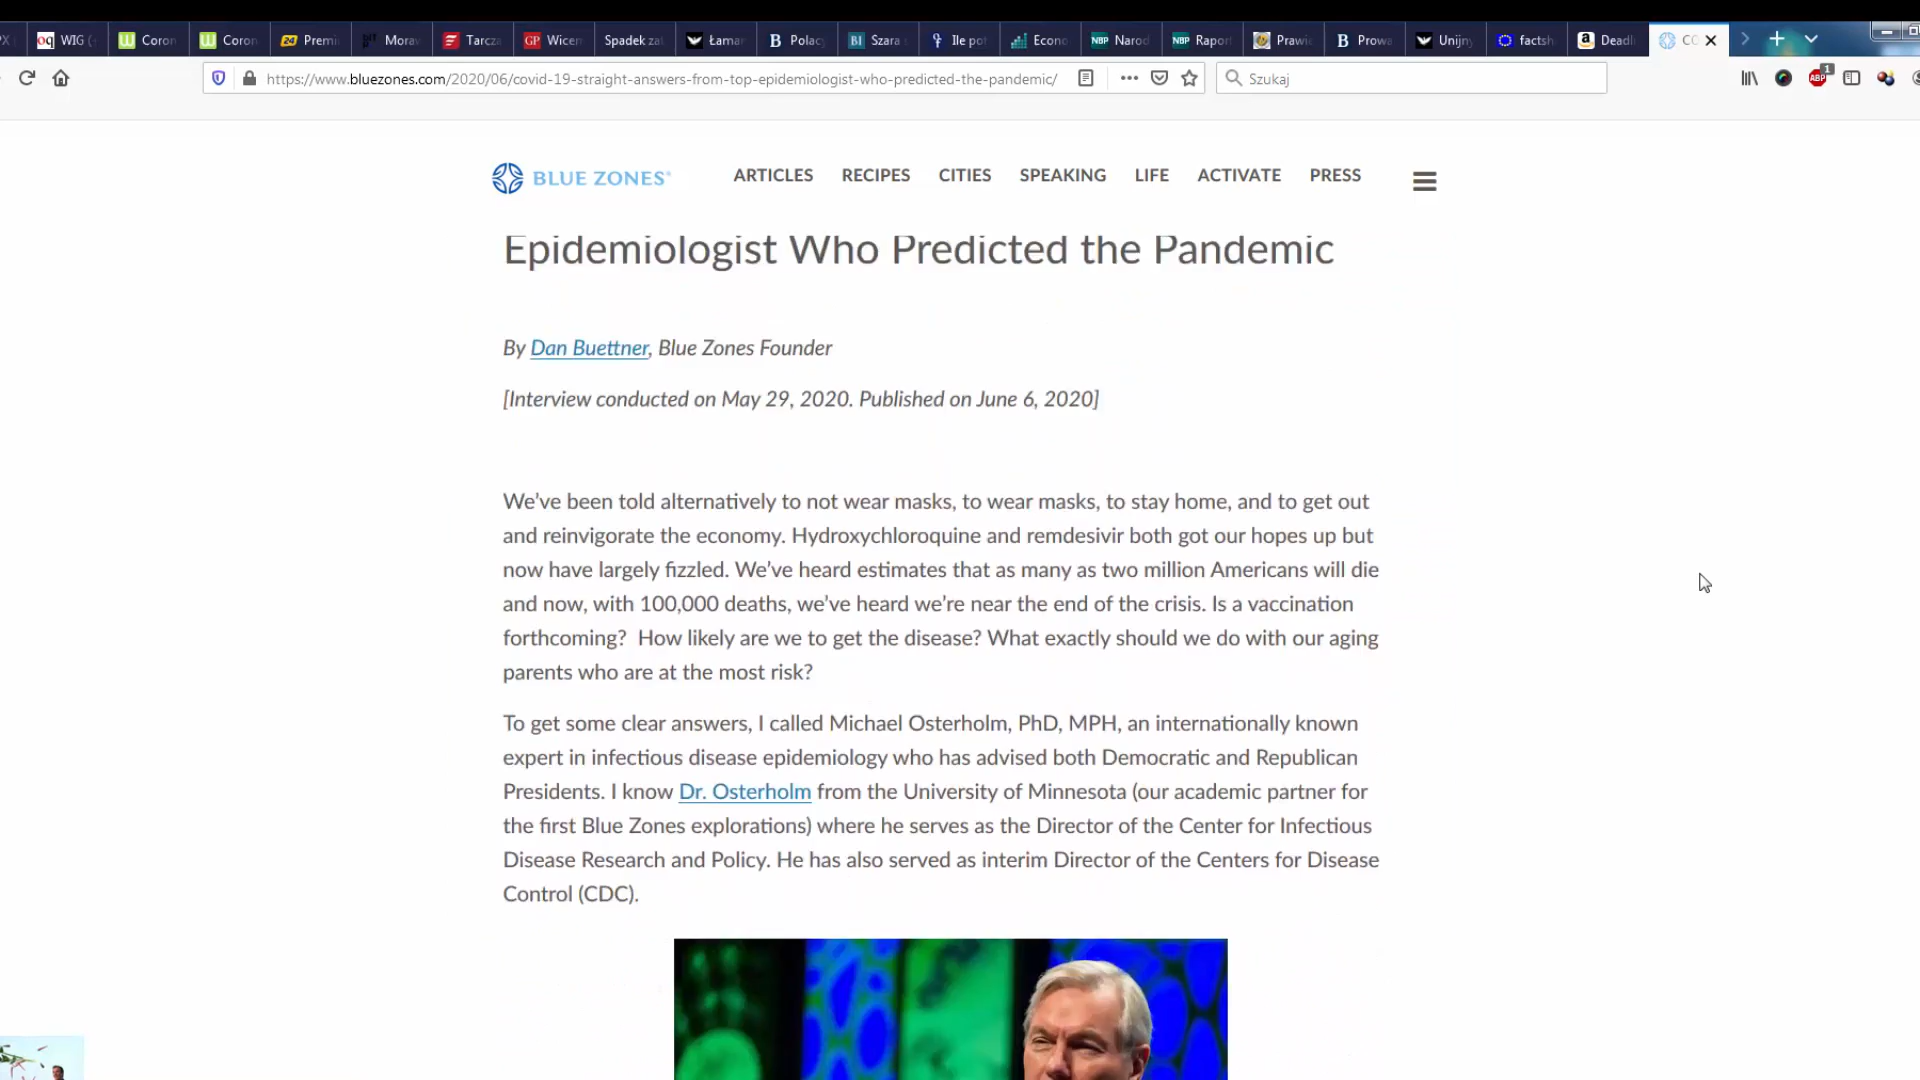 WIG (
Coron
Coron
Premi
Moraw
Tarcza
GP Wicem
Spadek za
Łamar
B Polacy
BI Szara
Ile pot
Econo
NBP Narod
NBP Rapor
Prawi
B Prowa
Unijn
factsh
Deadl
CO
https://www.bluezones.com/2020/06/covid-19-straight-answers-from-top-epidemiologist-who-predicted-the-pandemic/
Szukaj
ABP 1
BLUE ZONES®
ARTICLES RECIPES CITIES SPEAKING LIFE ACTIVATE PRESS
Epidemiologist Who Predicted the Pandemic
By Dan Buettner, Blue Zones Founder
[Interview conducted on May 29, 2020. Published on June 6, 2020]
We’ve been told alternatively to not wear masks, to wear masks, to stay home, and to get out
and reinvigorate the economy. Hydroxychloroquine and remdesivir both got our hopes up but
now have largely fizzled. We’ve heard estimates that as many as two million Americans will die
and now, with 100,000 deaths, we’ve heard we’re near the end of the crisis. Is a vaccination
forthcoming?  How likely are we to get the disease? What exactly should we do with our aging
parents who are at the most risk?
To get some clear answers, I called Michael Osterholm, PhD, MPH, an internationally known
expert in infectious disease epidemiology who has advised both Democratic and Republican
Presidents. I know Dr. Osterholm from the University of Minnesota (our academic partner for
the first Blue Zones explorations) where he serves as the Director of the Center for Infectious
Disease Research and Policy. He has also served as interim Director of the Centers for Disease
Control (CDC).